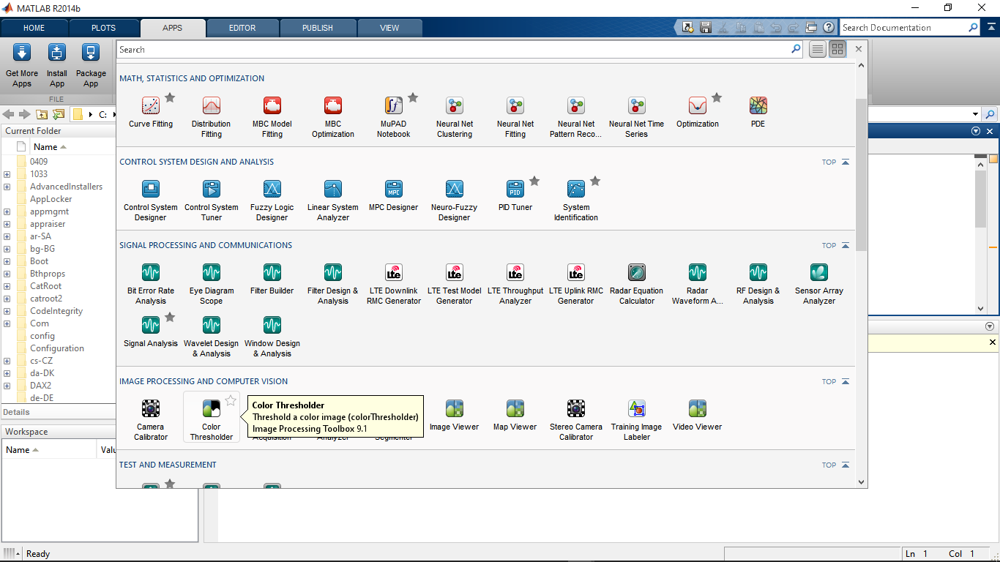 MATLAB R2014b
HOME PLOTS APPS EDITOR PUBLISH VIEW
Search Documentation
Search
Get More Apps
Install App
Package App
FILE
C:
Current Folder
Name
0409
1033
AdvancedInstallers
AppLocker
appmgmt
appraiser
ar-SA
bg-BG
Boot
Bthprops
CatRoot
catroot2
CodeIntegrity
Com
config
Configuration
cs-CZ
da-DK
DAX2
de-DE
Details
Workspace
Name
MATH, STATISTICS AND OPTIMIZATION
Curve Fitting
Distribution Fitting
MBC Model Fitting
MBC Optimization
MuPAD Notebook
Neural Net Clustering
Neural Net Fitting
Neural Net Pattern Reco...
Neural Net Time Series
Optimization
PDE
CONTROL SYSTEM DESIGN AND ANALYSIS
TOP
Control System Designer
Control System Tuner
Fuzzy Logic Designer
Linear System Analyzer
MPC
MPC Designer
Neuro-Fuzzy Designer
PID
PID Tuner
System Identification
SIGNAL PROCESSING AND COMMUNICATIONS
TOP
Bit Error Rate Analysis
Eye Diagram Scope
Filter Builder
Filter Design & Analysis
Lte
LTE Downlink RMC Generator
Lte
LTE Test Model Generator
Lte
LTE Throughput Analyzer
Lte
LTE Uplink RMC Generator
Radar Equation Calculator
Radar Waveform A...
RF Design & Analysis
Sensor Array Analyzer
Signal Analysis
Wavelet Design & Analysis
Window Design & Analysis
IMAGE PROCESSING AND COMPUTER VISION
TOP
Camera Calibrator
Color Thresholder
Color Thresholder
Threshold a color image (colorThresholder)
Image Processing Toolbox 9.1
Image Viewer
Map Viewer
Stereo Camera Calibrator
Training Image Labeler
Video Viewer
TEST AND MEASUREMENT
TOP
Ready
Ln 1 Col 1